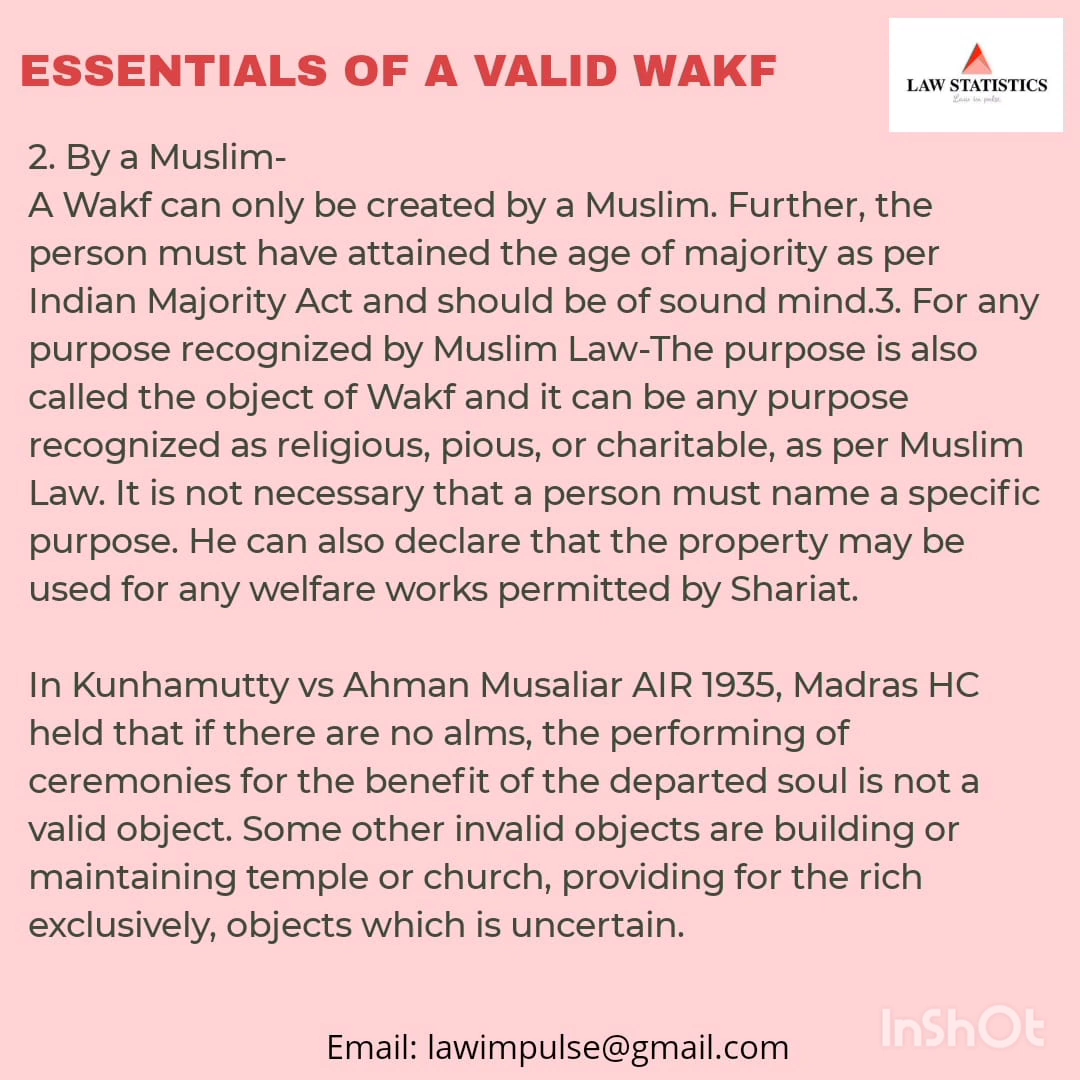 ESSENTIALS OF A VALID WAKF
LAW STATISTICS
Law in pulse
2. By a Muslim-
A Wakf can only be created by a Muslim. Further, the
person must have attained the age of majority as per
Indian Majority Act and should be of sound mind.3. For any
purpose recognized by Muslim Law-The purpose is also
called the object of Wakf and it can be any purpose
recognized as religious, pious, or charitable, as per Muslim
Law. It is not necessary that a person must name a specific
purpose. He can also declare that the property may be
used for any welfare works permitted by Shariat.
In Kunhamutty vs Ahman Musaliar AIR 1935, Madras HC
held that if there are no alms, the performing of
ceremonies for the benefit of the departed soul is not a
valid object. Some other invalid objects are building or
maintaining temple or church, providing for the rich
exclusively, objects which is uncertain.
Email: lawimpulse@gmail.com
InShOt